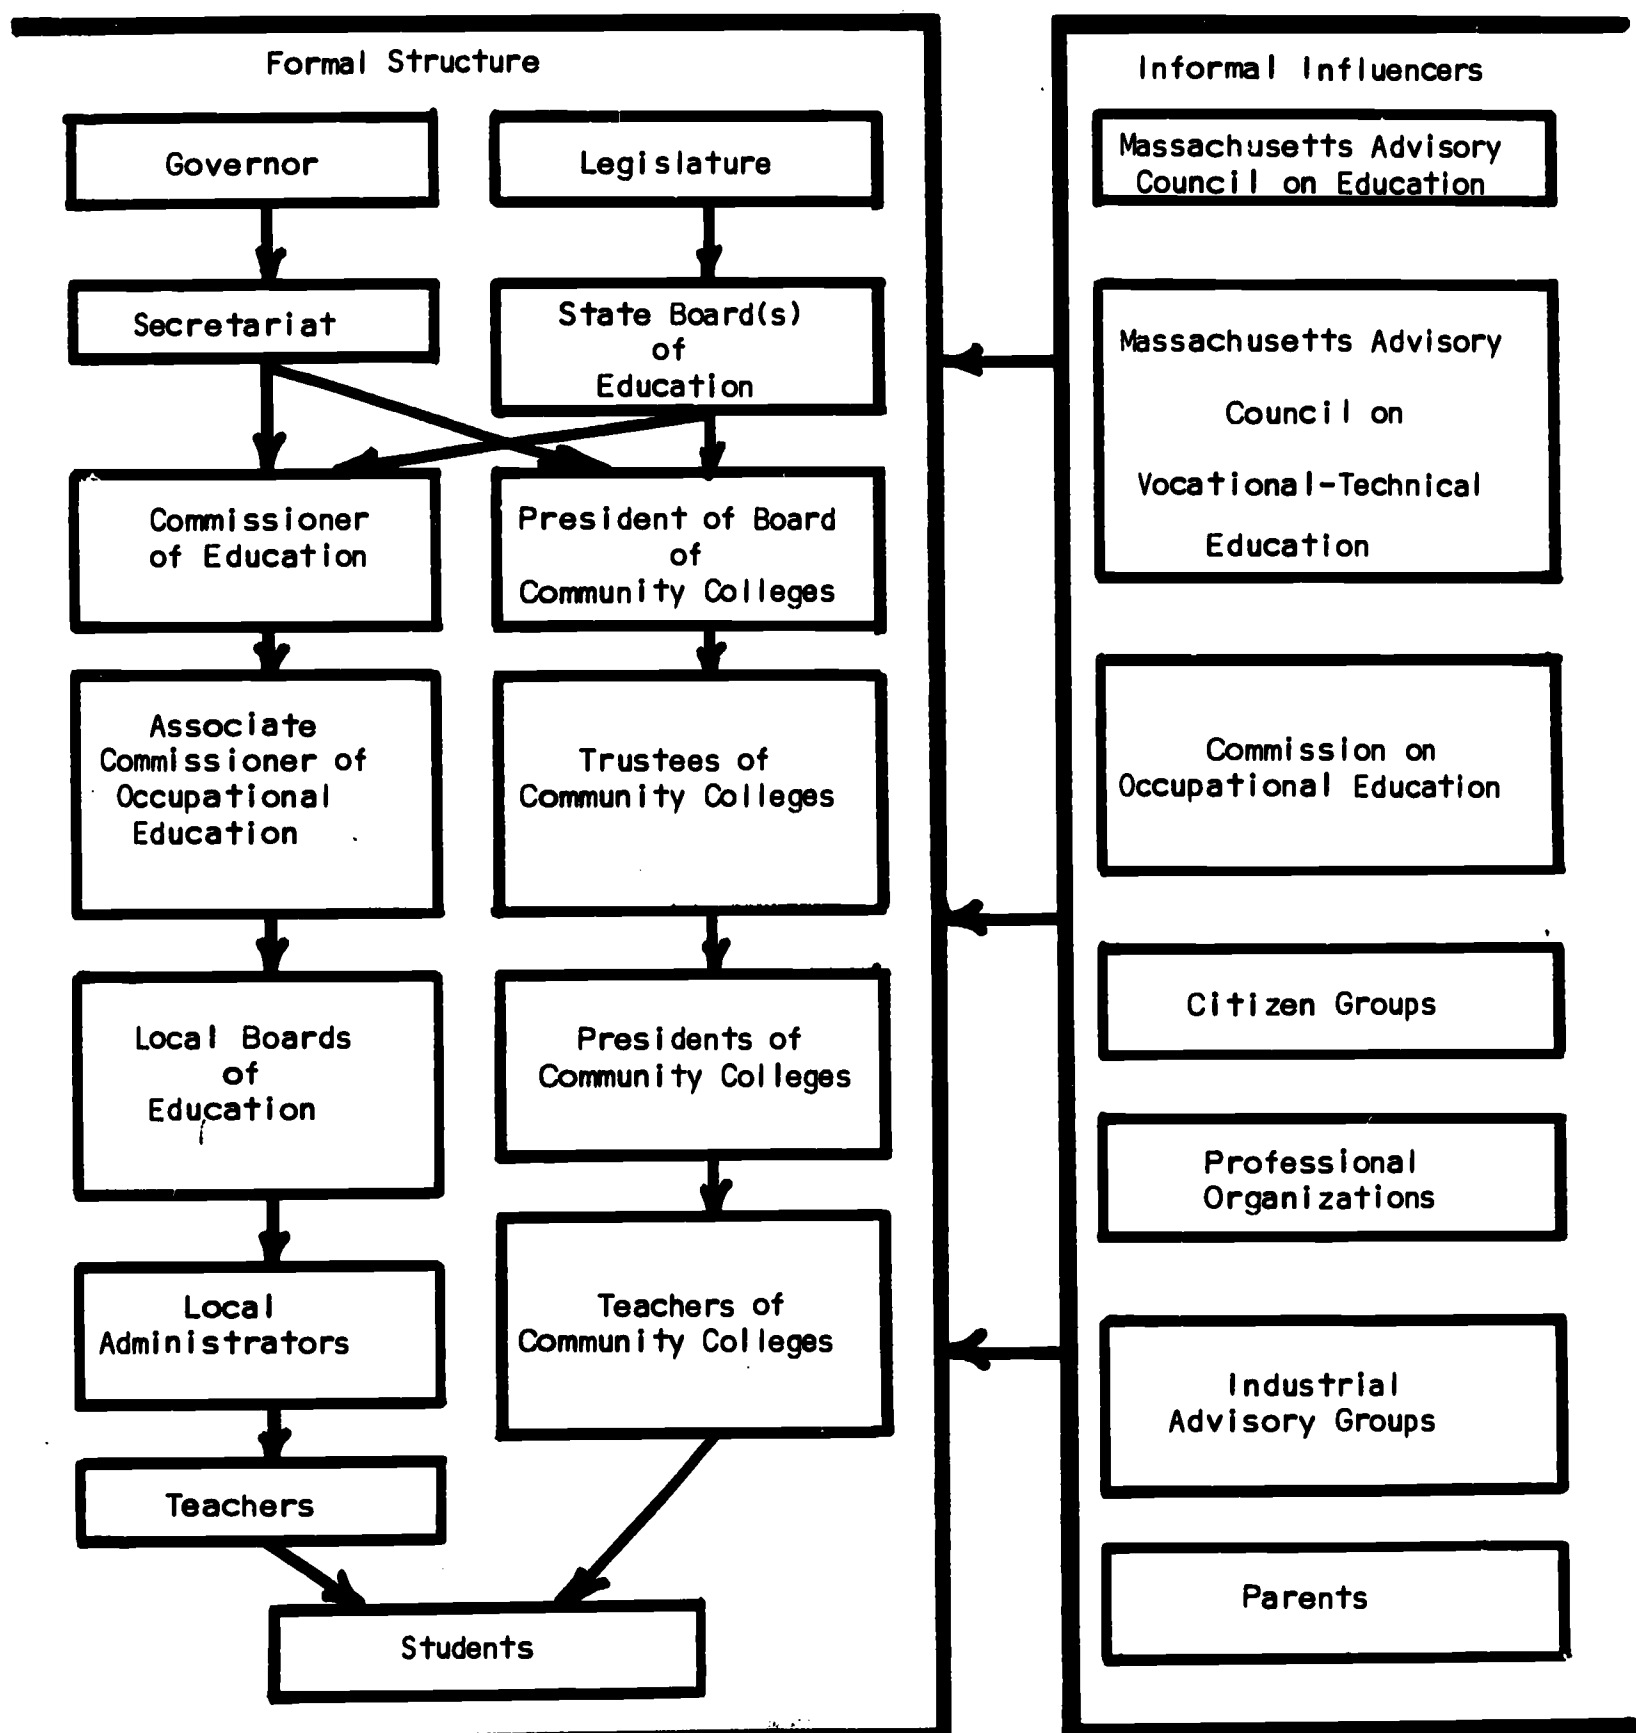 Formal Structure
Governor
Legislature
Secretariat
State Board(s)
of
Education
Commissioner
of Education
President of Board
of
Community Colleges
Associate
Commissioner of
Occupational
Education
Trustees of
Community Colleges
Local Boards
of
Education
Presidents of
Community Colleges
Local
Administrators
Teachers of
Community Colleges
Teachers
Students
Informal Influencers
Massachusetts Advisory
Council on Education
Massachusetts Advisory
Council on
Vocational-Technical
Education
Commission on
Occupational Education
Citizen Groups
Professional
Organizations
Industrial
Advisory Groups
Parents